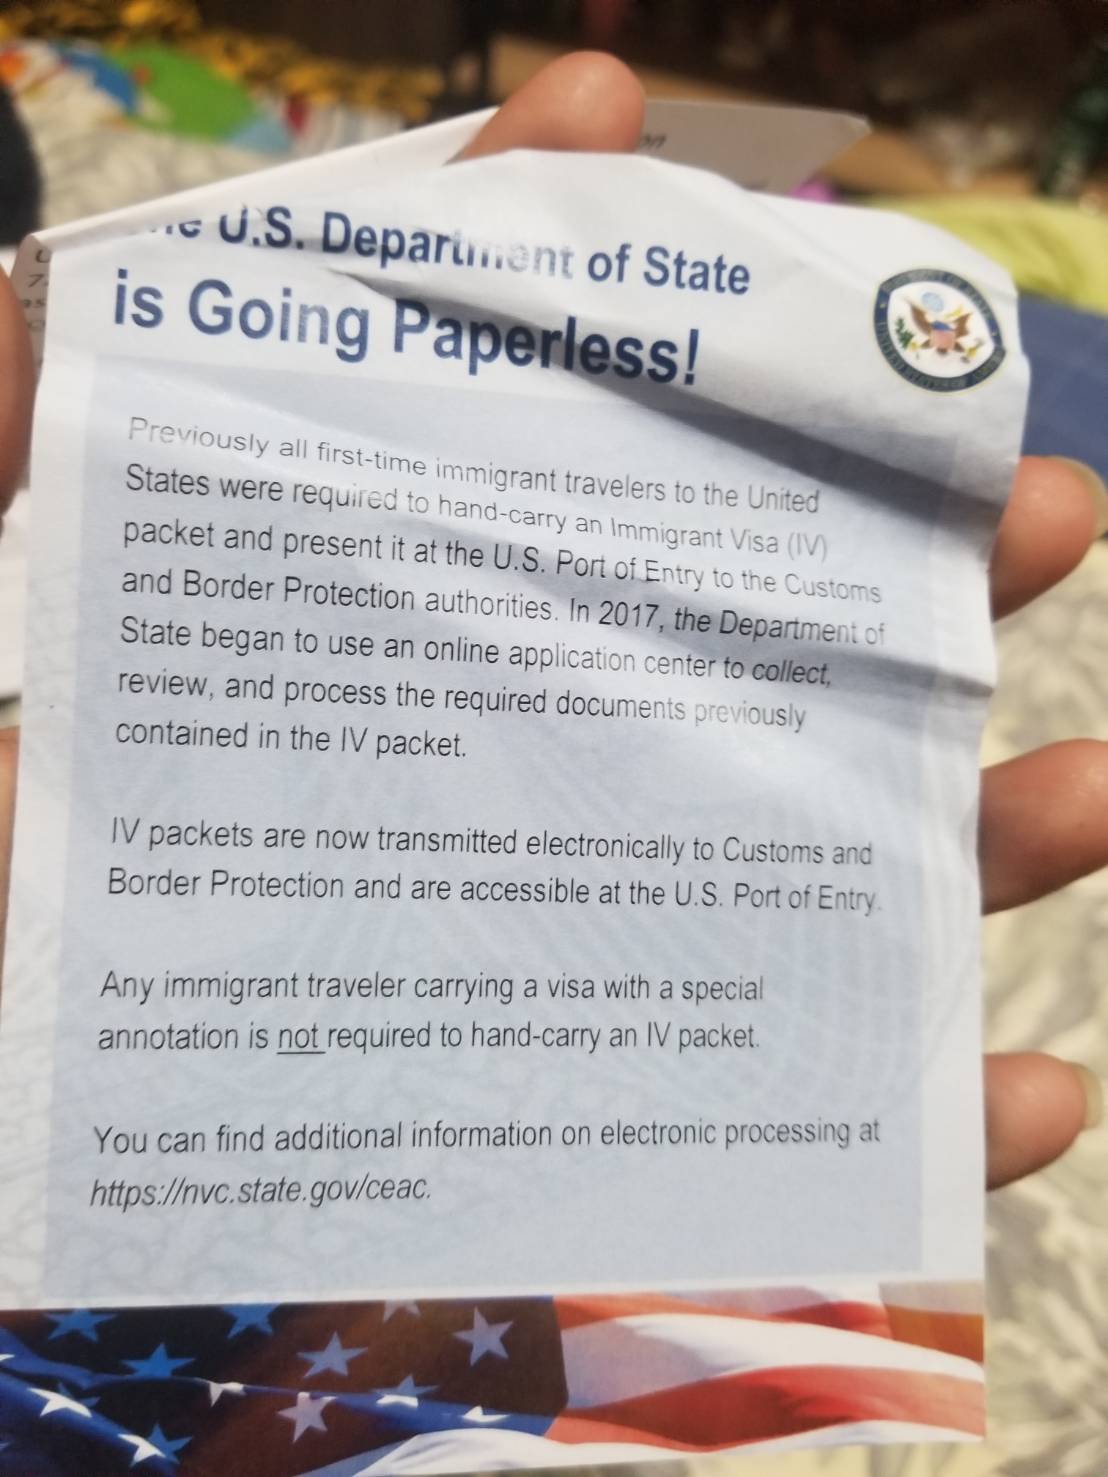 U.S. Department of State
is Going Paperless!
Previously all first-time immigrant travelers to the United
States were required to hand-carry an Immigrant Visa (IV)
packet and present it at the U.S. Port of Entry to the Customs
and Border Protection authorities. In 2017, the Department of
State began to use an online application center to collect,
review, and process the required documents previously
contained in the IV packet.
IV packets are now transmitted electronically to Customs and
Border Protection and are accessible at the U.S. Port of Entry.
Any immigrant traveler carrying a visa with a special
annotation is not required to hand-carry an IV packet.
You can find additional information on electronic processing at
https://nvc.state.gov/ceac.